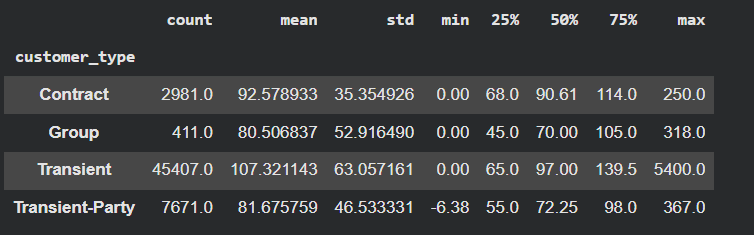 count mean std min 25% 50% 75% max
customer_type
Contract 2981.0 92.578933 35.354926 0.00 68.0 90.61 114.0 250.0
Group 411.0 80.506837 52.916490 0.00 45.0 70.00 105.0 318.0
Transient 45407.0 107.321143 63.057161 0.00 65.0 97.00 139.5 5400.0
Transient-Party 7671.0 81.675759 46.533331 -6.38 55.0 72.25 98.0 367.0